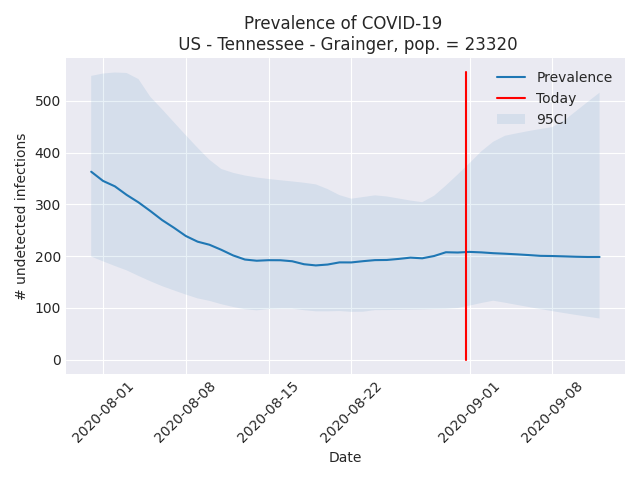 Prevalence of COVID-19
US - Tennessee - Grainger, pop. = 23320
Prevalence
Today
95CI
# undetected infections
500
400
300
200
100
0
2020-08-01
2020-08-08
2020-08-15
2020-08-22
2020-09-01
2020-09-08
Date